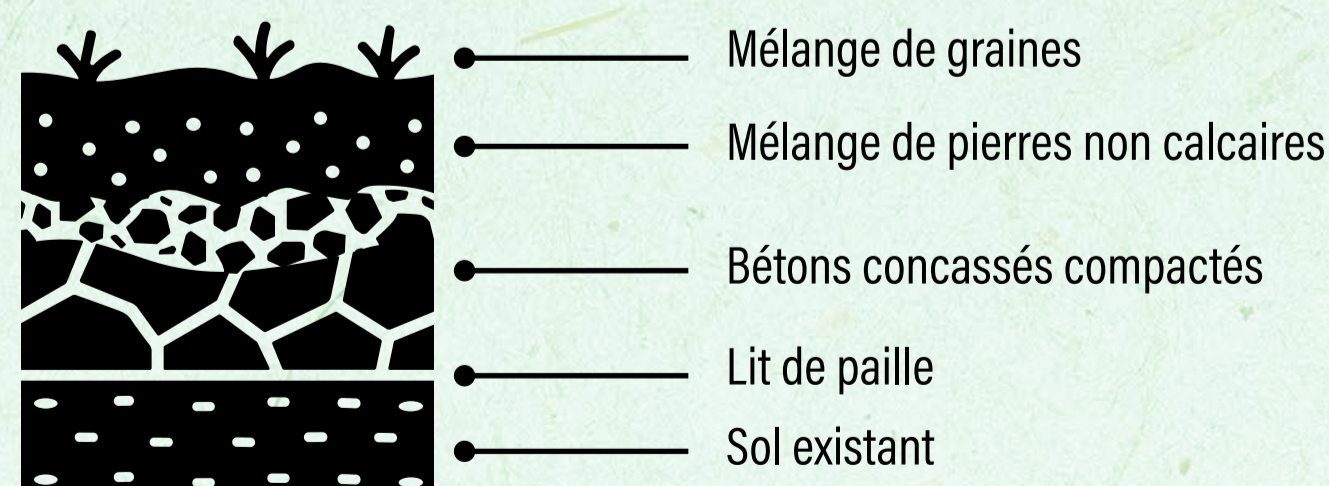 Mélange de graines
Mélange de pierres non calcaires
Bétons concassés compactés
Lit de paille
Sol existant